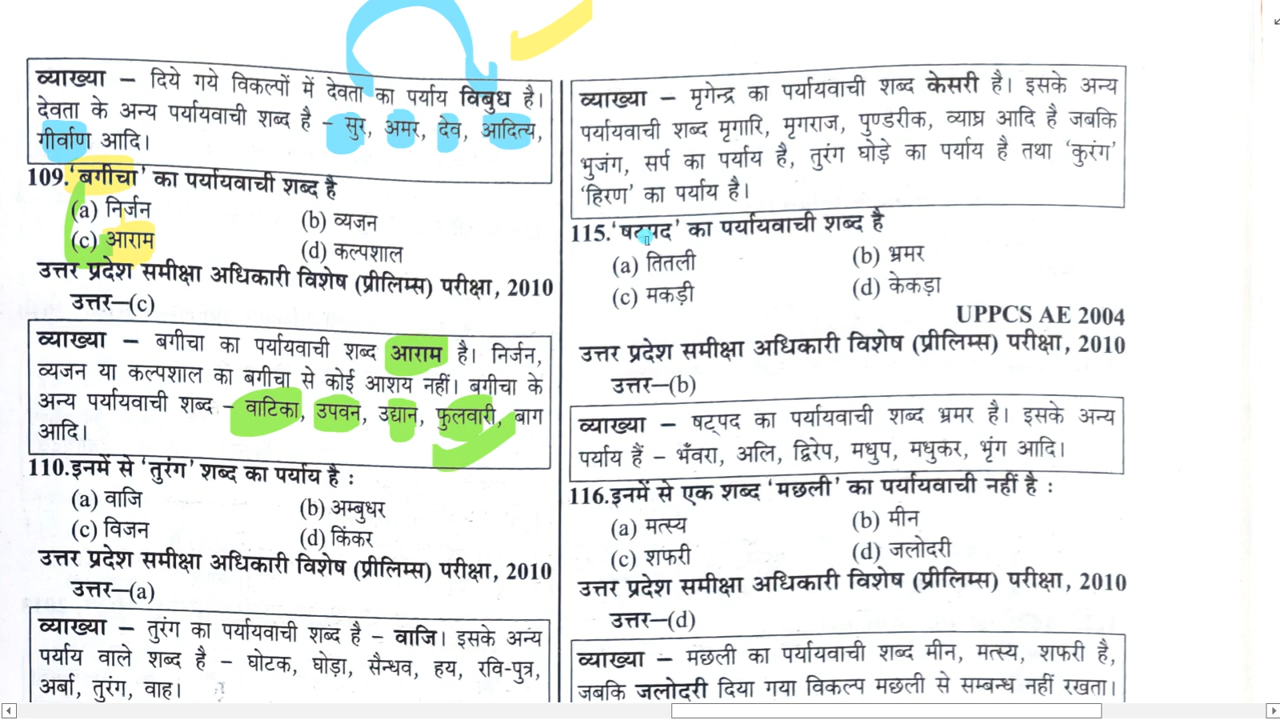 व्याख्या – दिये गये विकल्पों में देवता का पर्याय विबुध है।
देवता के अन्य पर्यायवाची शब्द है – सुर, अमर, देव, आदित्य,
गीर्वाण आदि।
109.'बगीचा' का पर्यायवाची शब्द है
(a) निर्जन (b) व्यजन
(c) आराम (d) कल्पशाल
उत्तर प्रदेश समीक्षा अधिकारी विशेष (प्रीलिम्स) परीक्षा, 2010
उत्तर–(c)
व्याख्या – बगीचा का पर्यायवाची शब्द आराम है। निर्जन,
व्यजन या कल्पशाल का बगीचा से कोई आशय नहीं। बगीचा के
अन्य पर्यायवाची शब्द – वाटिका, उपवन, उद्यान, फुलवारी, बाग
आदि।
110.इनमें से 'तुरंग' शब्द का पर्याय है :
(a) वाजि (b) अम्बुधर
(c) विजन (d) किंकर
उत्तर प्रदेश समीक्षा अधिकारी विशेष (प्रीलिम्स) परीक्षा, 2010
उत्तर–(a)
व्याख्या – तुरंग का पर्यायवाची शब्द है – वाजि। इसके अन्य
पर्याय वाले शब्द है – घोटक, घोड़ा, सैन्धव, हय, रवि-पुत्र,
अर्बा, तुरंग, वाह।
व्याख्या – मृगेन्द्र का पर्यायवाची शब्द केसरी है। इसके अन्य
पर्यायवाची शब्द मृगारि, मृगराज, पुण्डरीक, व्याघ्र आदि है जबकि
भुजंग, सर्प का पर्याय है, तुरंग घोड़े का पर्याय है तथा 'कुरंग'
'हिरण' का पर्याय है।
115.'षट्पद' का पर्यायवाची शब्द है
(a) तितली (b) भ्रमर
(c) मकड़ी (d) केकड़ा
UPPCS AE 2004
उत्तर प्रदेश समीक्षा अधिकारी विशेष (प्रीलिम्स) परीक्षा, 2010
उत्तर–(b)
व्याख्या – षट्पद का पर्यायवाची शब्द भ्रमर है। इसके अन्य
पर्याय हैं – भँवरा, अलि, द्विरेप, मधुप, मधुकर, भृंग आदि।
116.इनमें से एक शब्द 'मछली' का पर्यायवाची नहीं है :
(a) मत्स्य (b) मीन
(c) शफरी (d) जलोदरी
उत्तर प्रदेश समीक्षा अधिकारी विशेष (प्रीलिम्स) परीक्षा, 2010
उत्तर–(d)
व्याख्या – मछली का पर्यायवाची शब्द मीन, मत्स्य, शफरी है,
जबकि जलोदरी दिया गया विकल्प मछली से सम्बन्ध नहीं रखता।